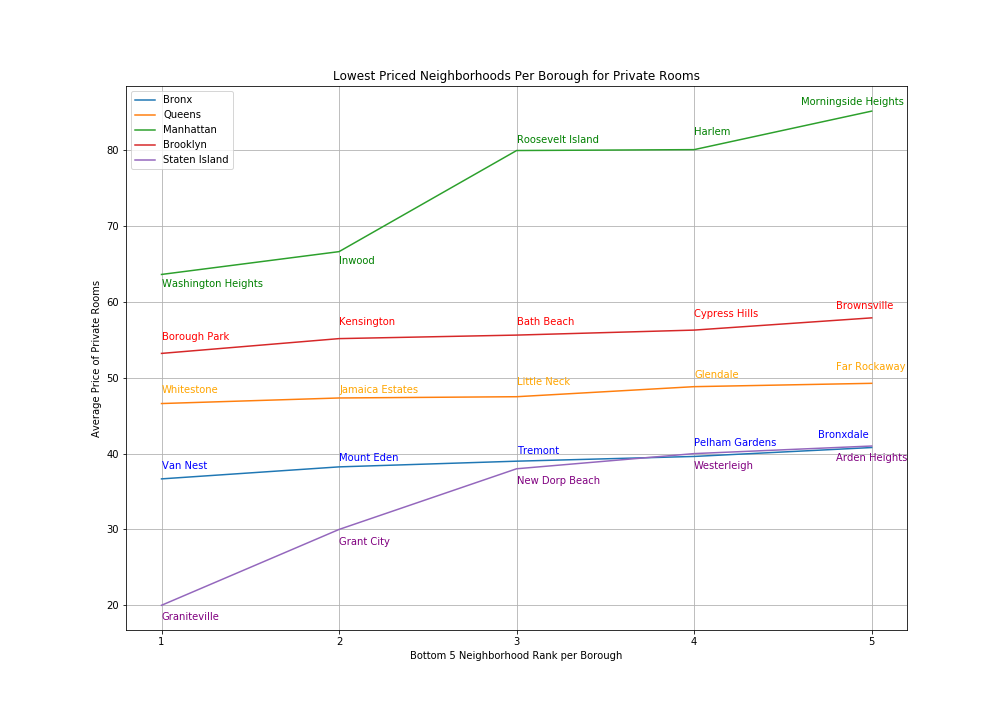 Lowest Priced Neighborhoods Per Borough for Private Rooms
Bronx
Queens
Manhattan
Brooklyn
Staten Island
Morningside Heights
Harlem
Roosevelt Island
Inwood
Washington Heights
Brownsville
Cypress Hills
Bath Beach
Kensington
Borough Park
Far Rockaway
Glendale
Little Neck
Jamaica Estates
Whitestone
Bronxdale
Pelham Gardens
Tremont
Mount Eden
Van Nest
Arden Heights
Westerleigh
New Dorp Beach
Grant City
Graniteville
80
70
60
50
40
30
20
Average Price of Private Rooms
1 2 3 4 5
Bottom 5 Neighborhood Rank per Borough